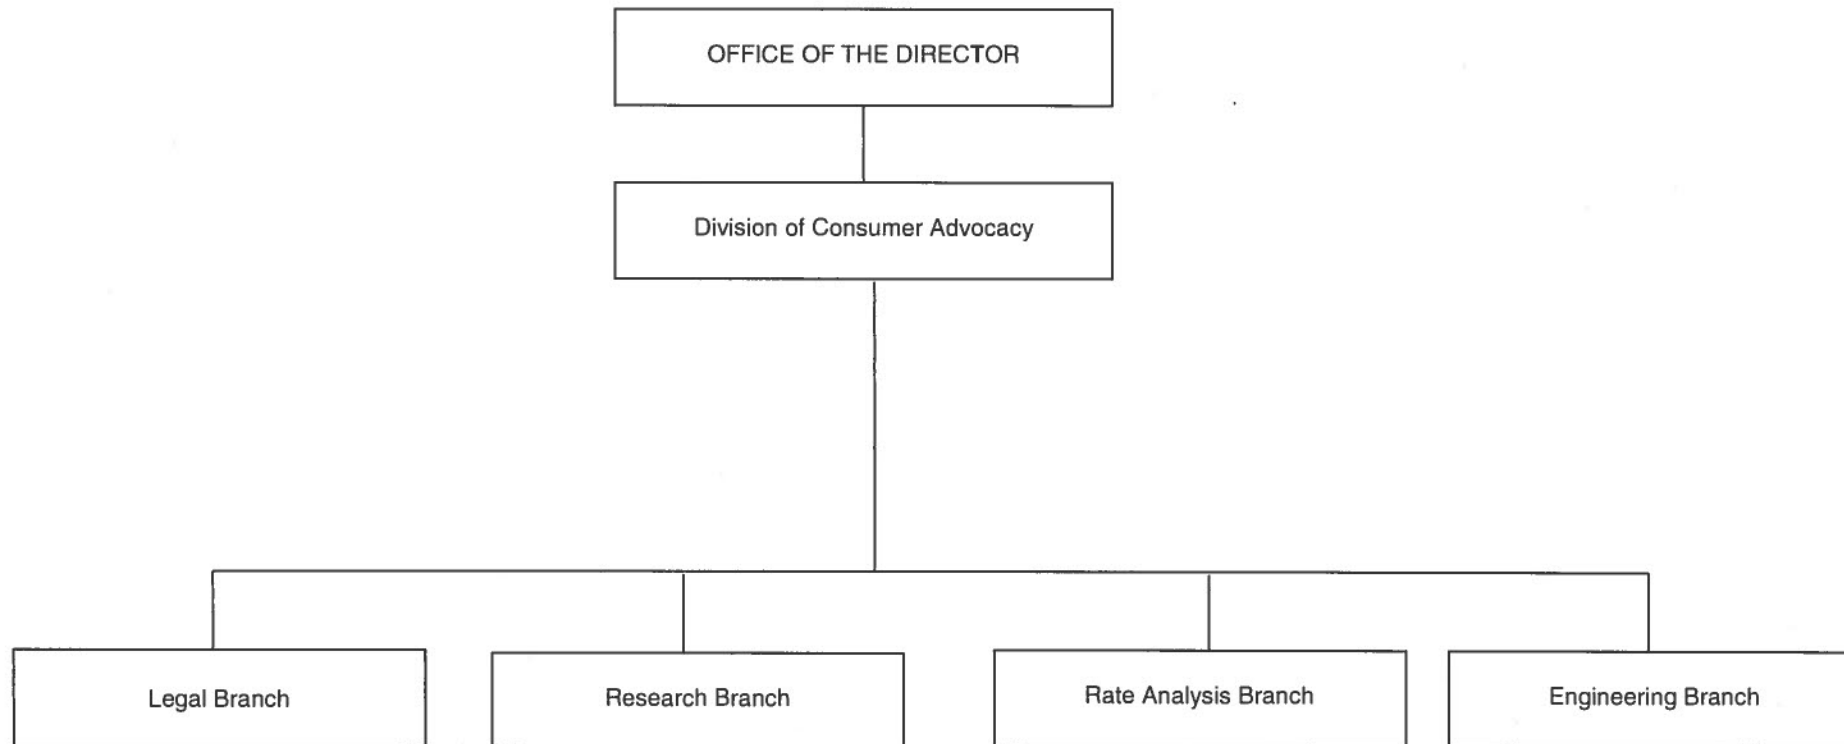 OFFICE OF THE DIRECTOR
Division of Consumer Advocacy
Legal Branch
Research Branch
Rate Analysis Branch
Engineering Branch